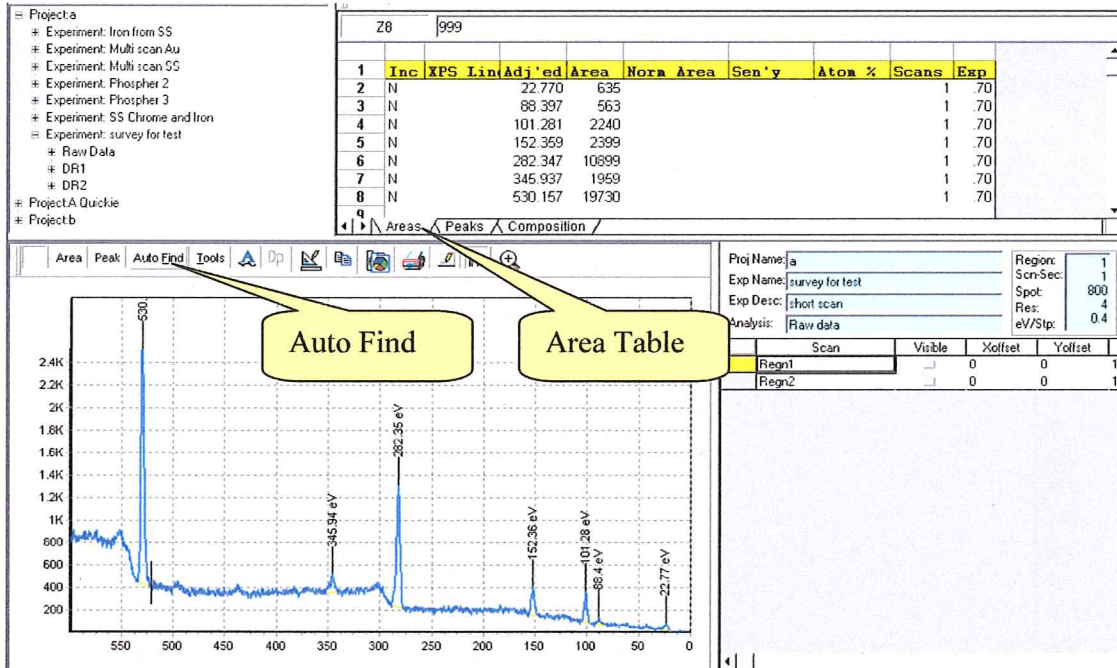 Project:a
Experiment: Iron from SS
Experiment: Multi scan Au
Experiment: Multi scan SS
Experiment: Phospher 2
Experiment: Phospher 3
Experiment: SS Chrome and Iron
Experiment: survey for test
Raw Data
DR1
DR2
Project:A Quickie
Project:b
Z8 999
1 Inc XPS Lin Adj'ed Area Norm Area Sen'y Atom % Scans Exp
2 N 22.770 635 1 .70
3 N 88.397 563 1 .70
4 N 101.281 2240 1 .70
5 N 152.359 2399 1 .70
6 N 282.347 10899 1 .70
7 N 345.937 1959 1 .70
8 N 530.157 19730 1 .70
9
Areas Peaks Composition
Area Peak Auto Find Tools Dp
Auto Find
Area Table
530.
345.94 eV
282.35 eV
152.36 eV
101.28 eV
88.4 eV
22.77 eV
2.4K
2.2K
2K
1.8K
1.6K
1.4K
1.2K
1K
800
600
400
200
550 500 450 400 350 300 250 200 150 100 50 0
Proj Name: a
Exp Name: survey for test
Exp Desc: short scan
Analysis: Raw data
Region: 1
Scn-Sec: 1
Spot: 800
Res: 4
eV/Stp: 0.4
Scan Visible Xoffset Yoffset
Regn1 0 0 1
Regn2 0 0 1